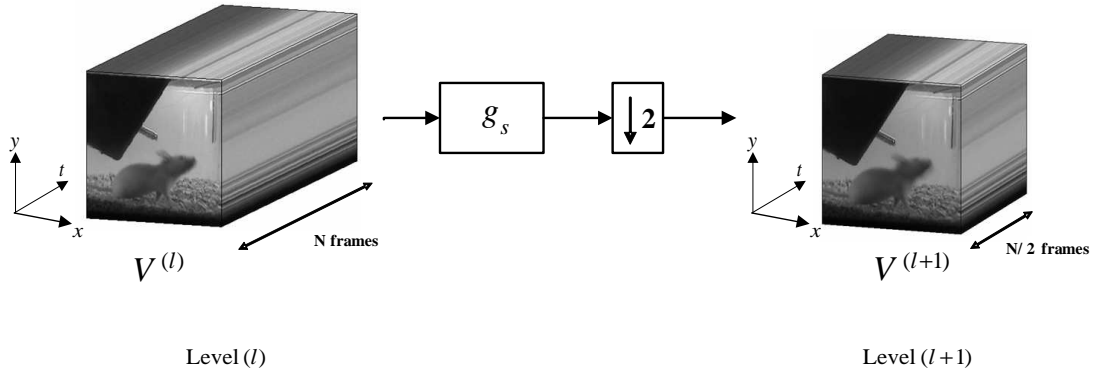 y
t
x
N frames
V^(l)
Level (l)
g_s
↓ 2
y
t
x
N/ 2 frames
V^(l+1)
Level (l+1)